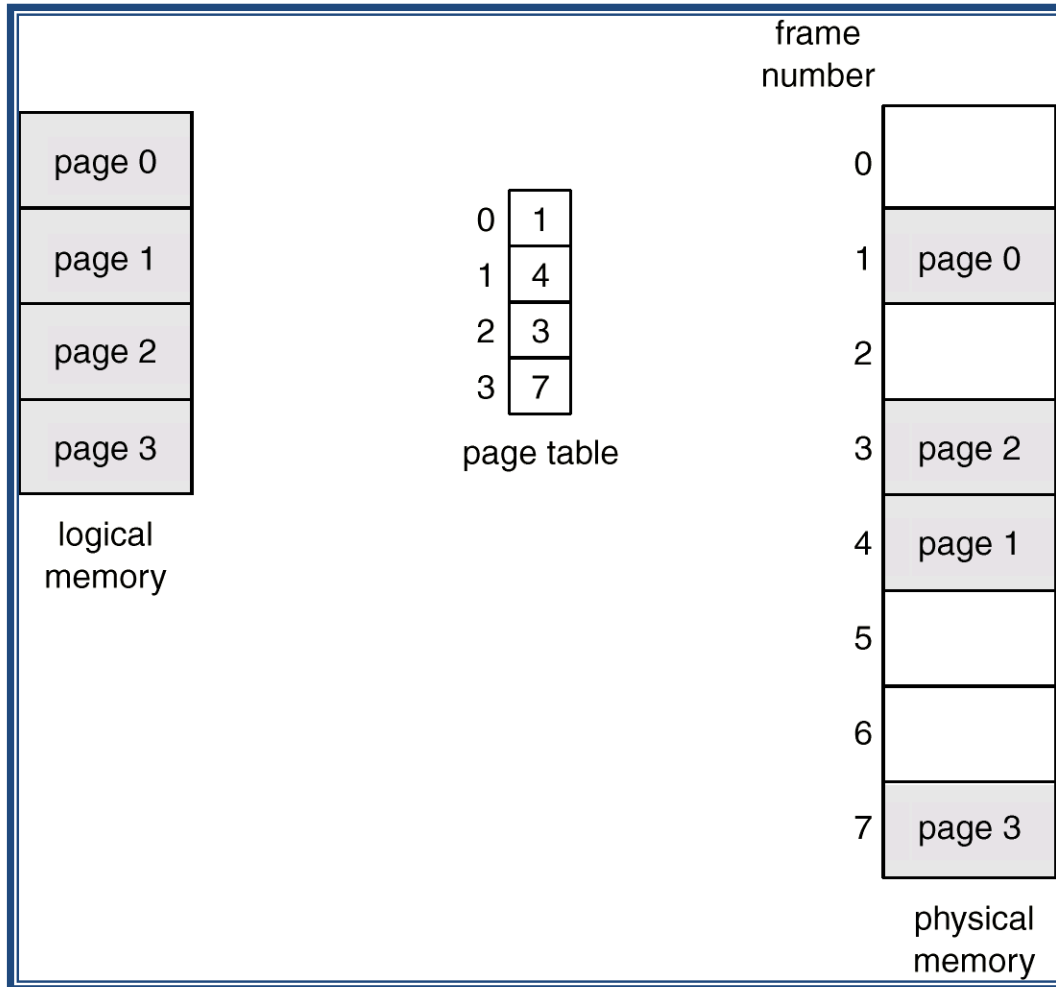 frame
number
page 0
page 1
page 2
page 3
logical
memory
0 1
1 4
2 3
3 7
page table
0
1 page 0
2
3 page 2
4 page 1
5
6
7 page 3
physical
memory